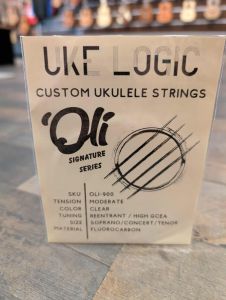 UKE LOGIC
CUSTOM UKULELE STRINGS
'Oli
SIGNATURE
SERIES
SKU OLI-900
TENSION MODERATE
COLOR CLEAR
TUNING REENTRANT / HIGH GCEA
SIZE SOPRANO/CONCERT/TENOR
MATERIAL FLUOROCARBON